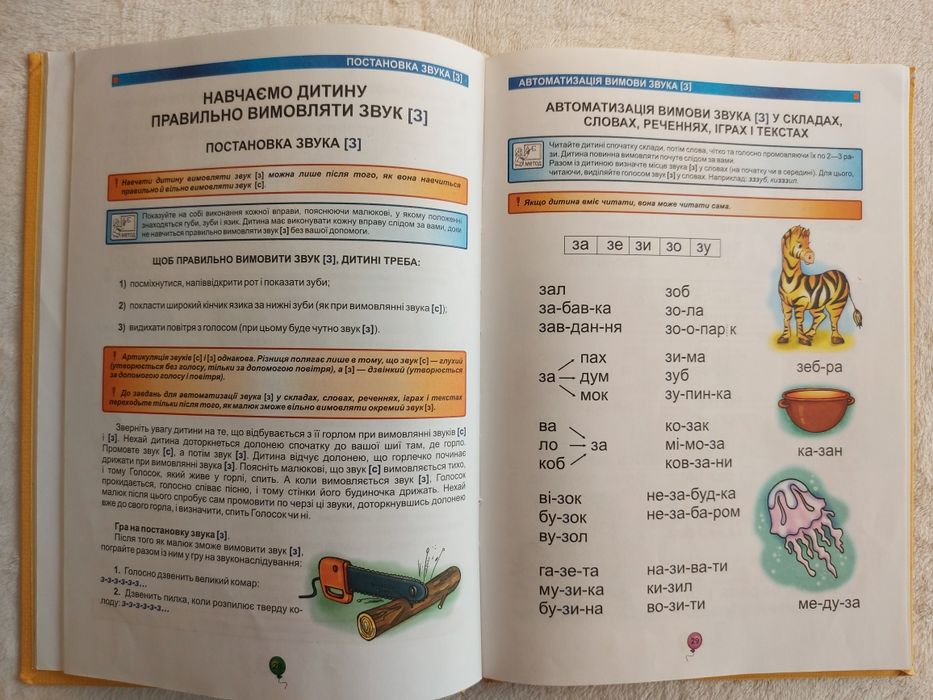 ПОСТАНОВКА ЗВУКА [З]
НАВЧАЄМО ДИТИНУ
ПРАВИЛЬНО ВИМОВЛЯТИ ЗВУК [З]
ПОСТАНОВКА ЗВУКА [З]
! Навчати дитину вимовляти звук [з] можна лише після того, як вона навчиться
правильно й вільно вимовляти звук [с].
МЕТОД
Показуйте на собі виконання кожної вправи, пояснюючи малюкові, у якому положенні
знаходяться губи, зуби і язик. Дитина має виконувати кожну вправу слідом за вами, доки
не навчиться правильно вимовляти звук [з] без вашої допомоги.
ЩОБ ПРАВИЛЬНО ВИМОВИТИ ЗВУК [З], ДИТИНІ ТРЕБА:
1) посміхнутися, напіввідкрити рот і показати зуби;
2) покласти широкий кінчик язика за нижні зуби (як при вимовлянні звука [с]);
3) видихати повітря з голосом (при цьому буде чутно звук [з]).
! Артикуляція звуків [с] і [з] однакова. Різниця полягає лише в тому, що звук [с] — глухий
(утворюється без голосу, тільки за допомогою повітря), а [з] — дзвінкий (утворюється
за допомогою голосу і повітря).
! До завдань для автоматизації звука [з] у складах, словах, реченнях, іграх і текстах
переходьте тільки після того, як малюк зможе вільно вимовляти окремий звук [з].
Зверніть увагу дитини на те, що відбувається з її горлом при вимовлянні звуків [с]
і [з]. Нехай дитина доторкнеться долонею спочатку до вашої шиї там, де горло.
Промовте звук [с], а потім звук [з]. Дитина відчує долонею, що горлечко починає
дрижати при вимовлянні звука [з]. Поясніть малюкові, що звук [с] вимовляється тихо,
і тому Голосок, який живе у горлі, спить. А коли вимовляється звук [з], Голосок
прокидається, голосно співає пісню, і тому стінки його будиночка дрижать. Нехай
малюк після цього спробує сам промовити по черзі ці звуки, доторкнувшись долонею
вже до свого горла, і визначити, спить Голосок чи ні.
Гра на постановку звука [з].
Після того як малюк зможе вимовити звук [з],
пограйте разом із ним у гру на звуконаслідування:
1. Голосно дзвенить великий комар:
з-з-з-з-з-з...
2. Дзвенить пилка, коли розпилює тверду ко-
лоду: з-з-з-з-з-з...
АВТОМАТИЗАЦІЯ ВИМОВИ ЗВУКА [З]
АВТОМАТИЗАЦІЯ ВИМОВИ ЗВУКА [З] У СКЛАДАХ,
СЛОВАХ, РЕЧЕННЯХ, ІГРАХ І ТЕКСТАХ
МЕТОД
Читайте дитині спочатку склади, потім слова, чітко та голосно промовляючи їх по 2—3 ра-
зи. Дитина повинна вимовляти почуте слідом за вами.
Разом із дитиною визначте місце звука [з] у словах (на початку чи в середині). Для цього,
читаючи, виділяйте голосом звук [з] у словах. Наприклад: зззуб, кизззил.
! Якщо дитина вміє читати, вона може читати сама.
за зе зи зо зу
зал зоб
за-бав-ка зо-ла
зав-дан-ня зо-о-парк
зеб-ра
пах зи-ма
за дум зуб
мок зу-пин-ка
ва ко-зак
ло за мі-мо-за
коб ков-за-ни
ка-зан
ві-зок не-за-буд-ка
бу-зок не-за-ба-ром
ву-зол
га-зе-та на-зи-ва-ти
му-зи-ка ки-зил
бу-зи-на во-зи-ти
ме-ду-за
29